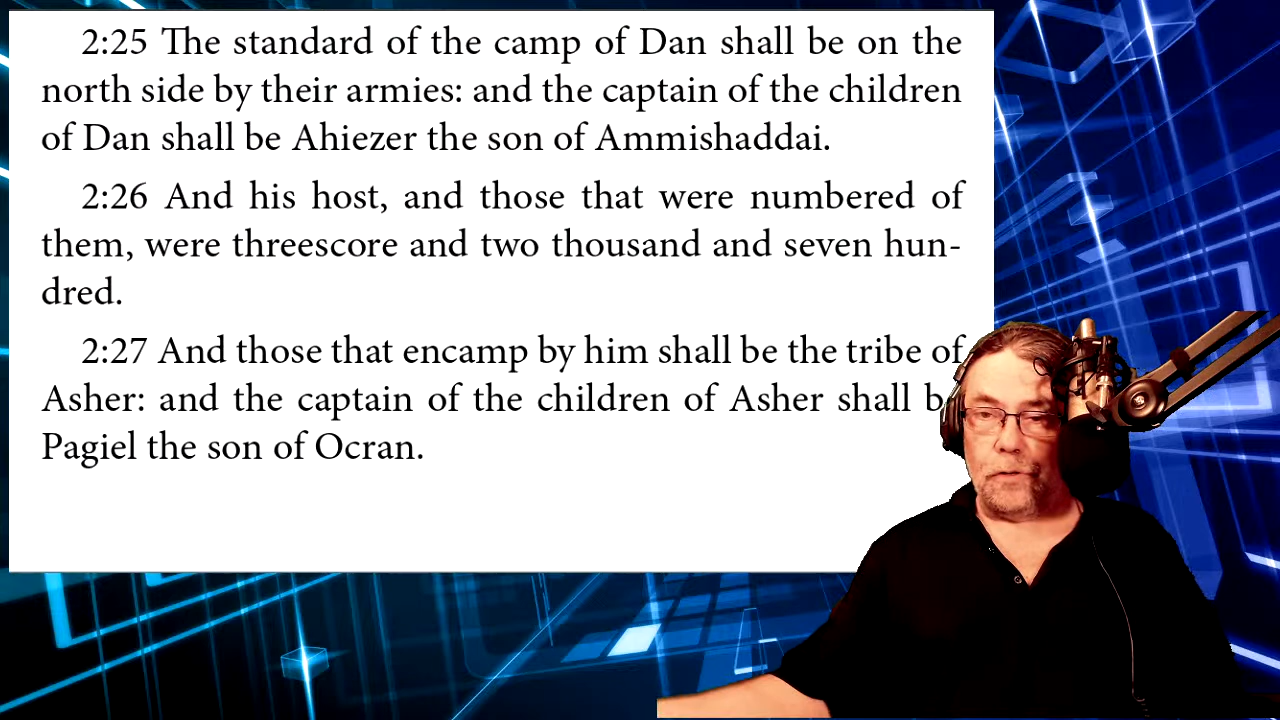 2:25 The standard of the camp of Dan shall be on the
north side by their armies: and the captain of the children
of Dan shall be Ahiezer the son of Ammishaddai.
2:26 And his host, and those that were numbered of
them, were threescore and two thousand and seven hun-
dred.
2:27 And those that encamp by him shall be the tribe of
Asher: and the captain of the children of Asher shall be
Pagiel the son of Ocran.